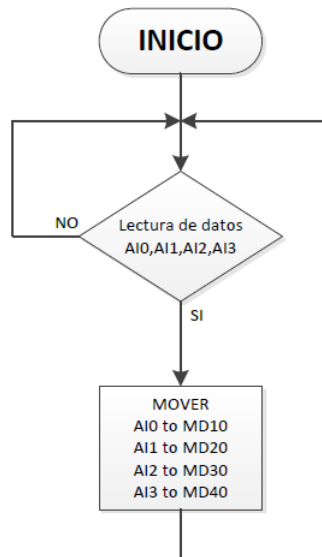 INICIO
Lectura de datos
AI0,AI1,AI2,AI3
NO
SI
MOVER
AI0 to MD10
AI1 to MD20
AI2 to MD30
AI3 to MD40